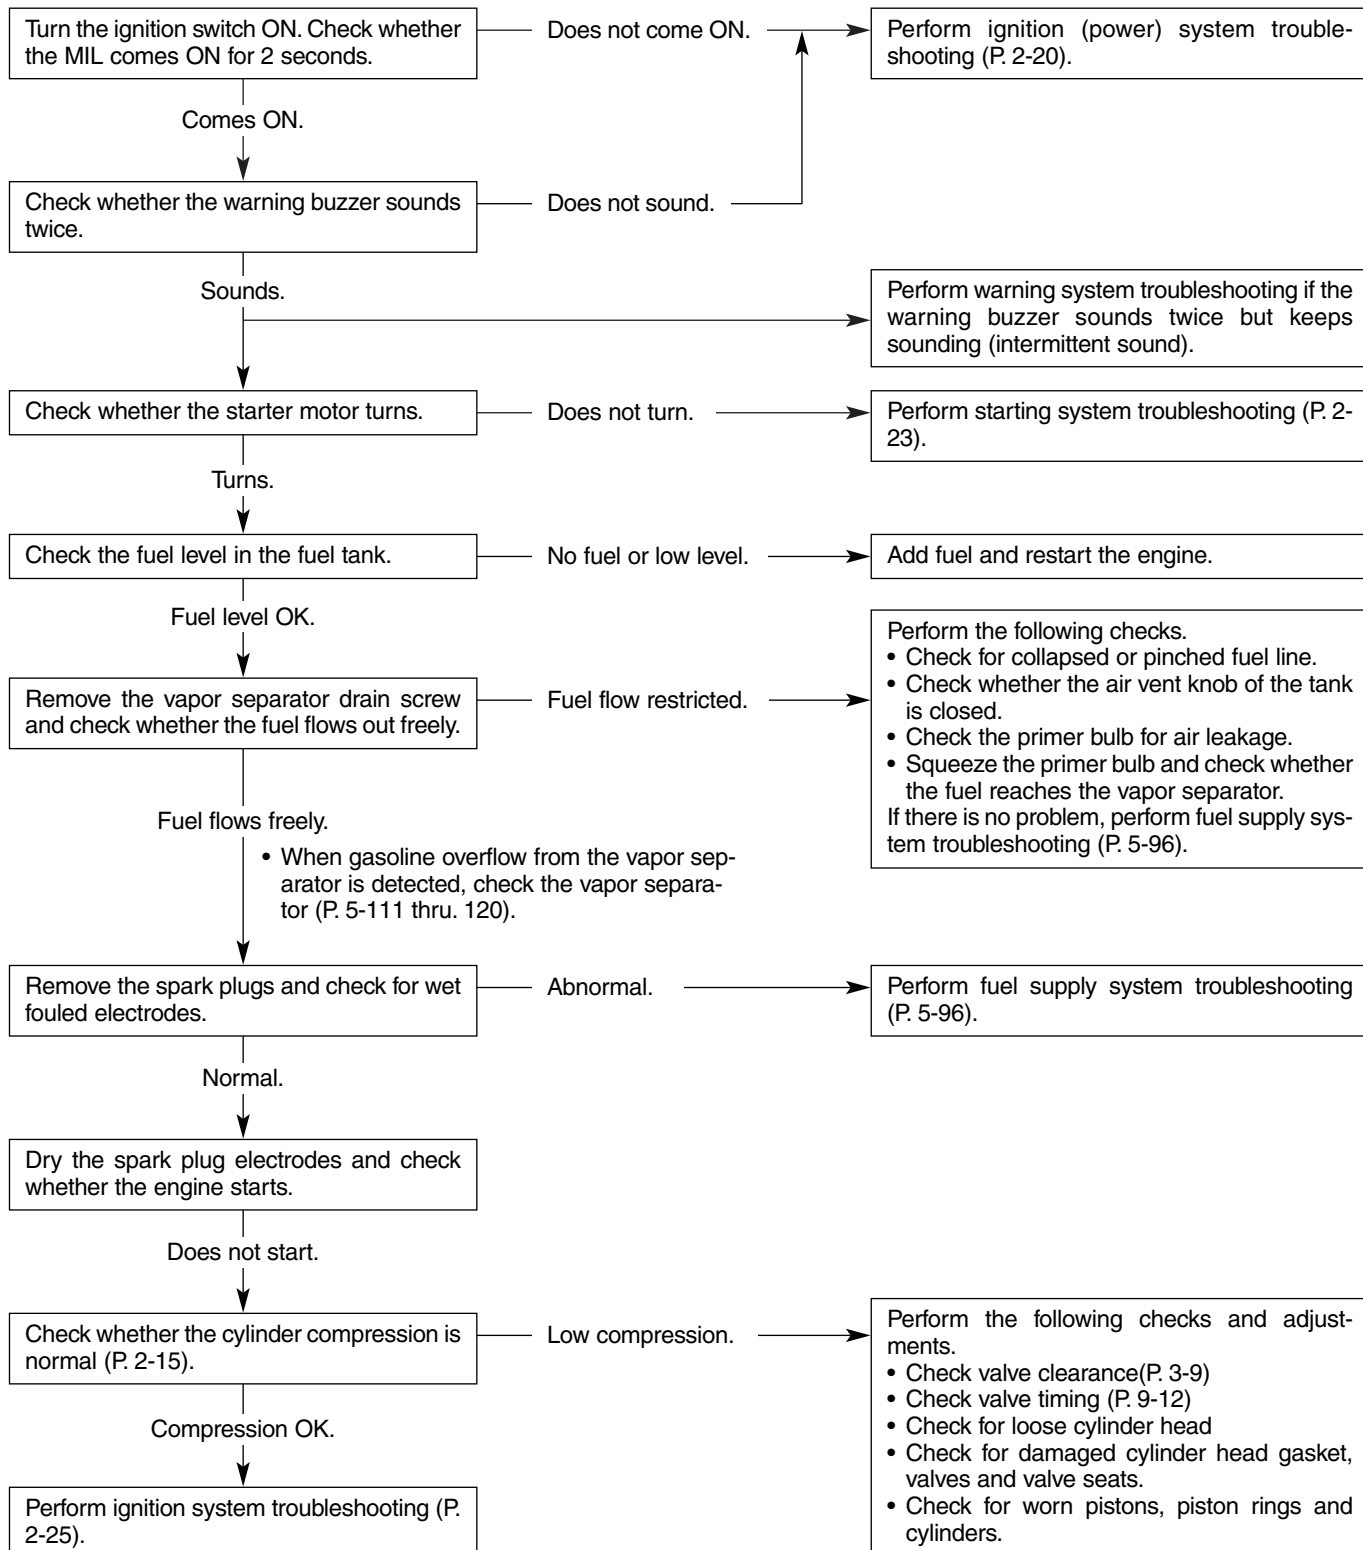 Turn the ignition switch ON. Check whether
the MIL comes ON for 2 seconds.
Does not come ON.
Perform ignition (power) system trouble-
shooting (P. 2-20).
Comes ON.
Check whether the warning buzzer sounds
twice.
Does not sound.
Sounds.
Perform warning system troubleshooting if the
warning buzzer sounds twice but keeps
sounding (intermittent sound).
Check whether the starter motor turns.
Does not turn.
Perform starting system troubleshooting (P. 2-
23).
Turns.
Check the fuel level in the fuel tank.
No fuel or low level.
Add fuel and restart the engine.
Fuel level OK.
Remove the vapor separator drain screw
and check whether the fuel flows out freely.
Fuel flow restricted.
Perform the following checks.
• Check for collapsed or pinched fuel line.
• Check whether the air vent knob of the tank
is closed.
• Check the primer bulb for air leakage.
• Squeeze the primer bulb and check whether
the fuel reaches the vapor separator.
If there is no problem, perform fuel supply sys-
tem troubleshooting (P. 5-96).
Fuel flows freely.
• When gasoline overflow from the vapor sep-
arator is detected, check the vapor separa-
tor (P. 5-111 thru. 120).
Remove the spark plugs and check for wet
fouled electrodes.
Abnormal.
Perform fuel supply system troubleshooting
(P. 5-96).
Normal.
Dry the spark plug electrodes and check
whether the engine starts.
Does not start.
Check whether the cylinder compression is
normal (P. 2-15).
Low compression.
Perform the following checks and adjust-
ments.
• Check valve clearance(P. 3-9)
• Check valve timing (P. 9-12)
• Check for loose cylinder head
• Check for damaged cylinder head gasket,
valves and valve seats.
• Check for worn pistons, piston rings and
cylinders.
Compression OK.
Perform ignition system troubleshooting (P.
2-25).